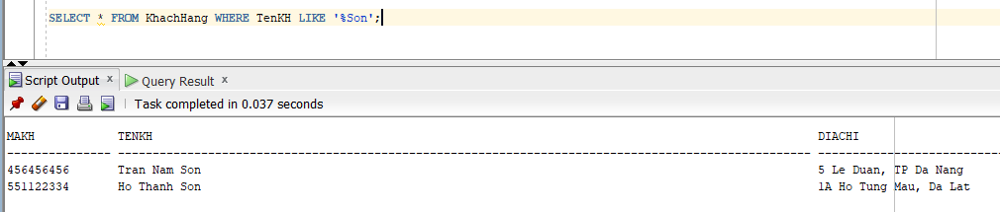 SELECT * FROM KhachHang WHERE TenKH LIKE '%Son';
Script Output x Query Result x
Task completed in 0.037 seconds
MAKH TENKH DIACHI
456456456 Tran Nam Son 5 Le Duan, TP Da Nang
551122334 Ho Thanh Son 1A Ho Tung Mau, Da Lat